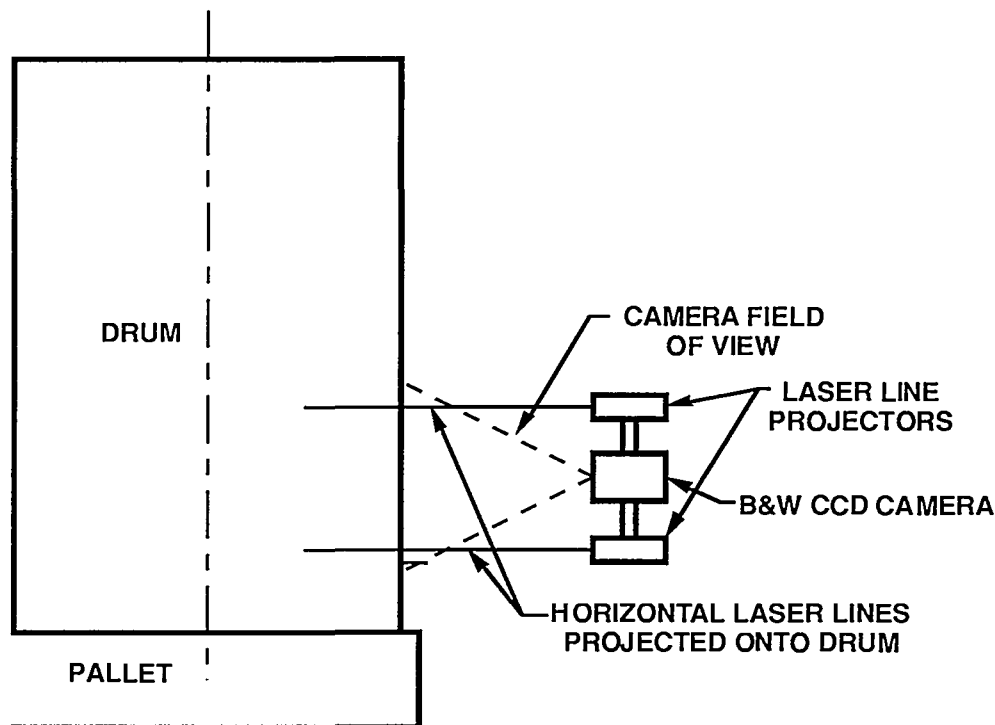 DRUM
CAMERA FIELD
OF VIEW
LASER LINE
PROJECTORS
B&W CCD CAMERA
HORIZONTAL LASER LINES
PROJECTED ONTO DRUM
PALLET